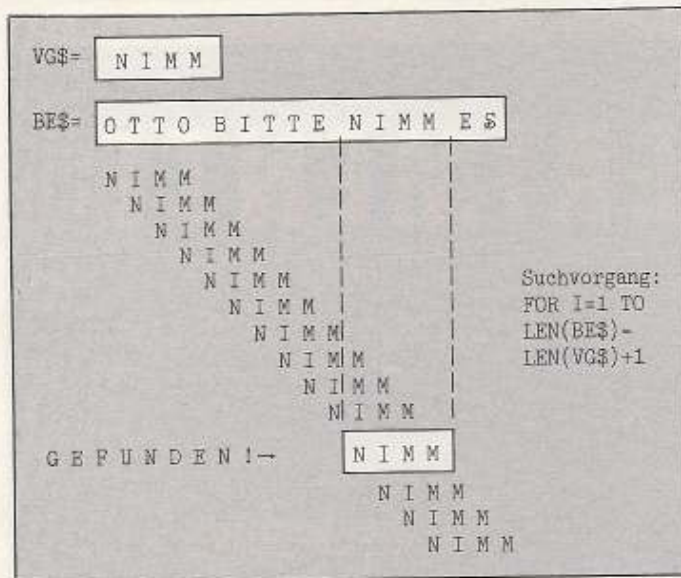 VG$= N I M M
BE$= O T T O B I T T E N I M M E S
N I M M
N I M M
N I M M
N I M M
N I M M
N I M M
N I M M
N I M M
N I M M
N I M M
Suchvorgang:
FOR I=1 TO
LEN(BE$)-
LEN(VG$)+1
G E F U N D E N !→ N I M M
N I M M
N I M M
N I M M